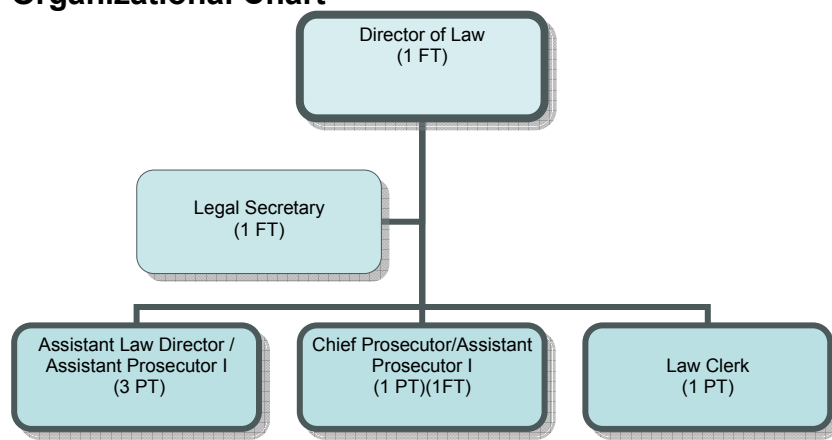 Organizational Chart
Director of Law
(1 FT)
Legal Secretary
(1 FT)
Assistant Law Director /
Assistant Prosecutor I
(3 PT)
Chief Prosecutor/Assistant
Prosecutor I
(1 PT)(1FT)
Law Clerk
(1 PT)